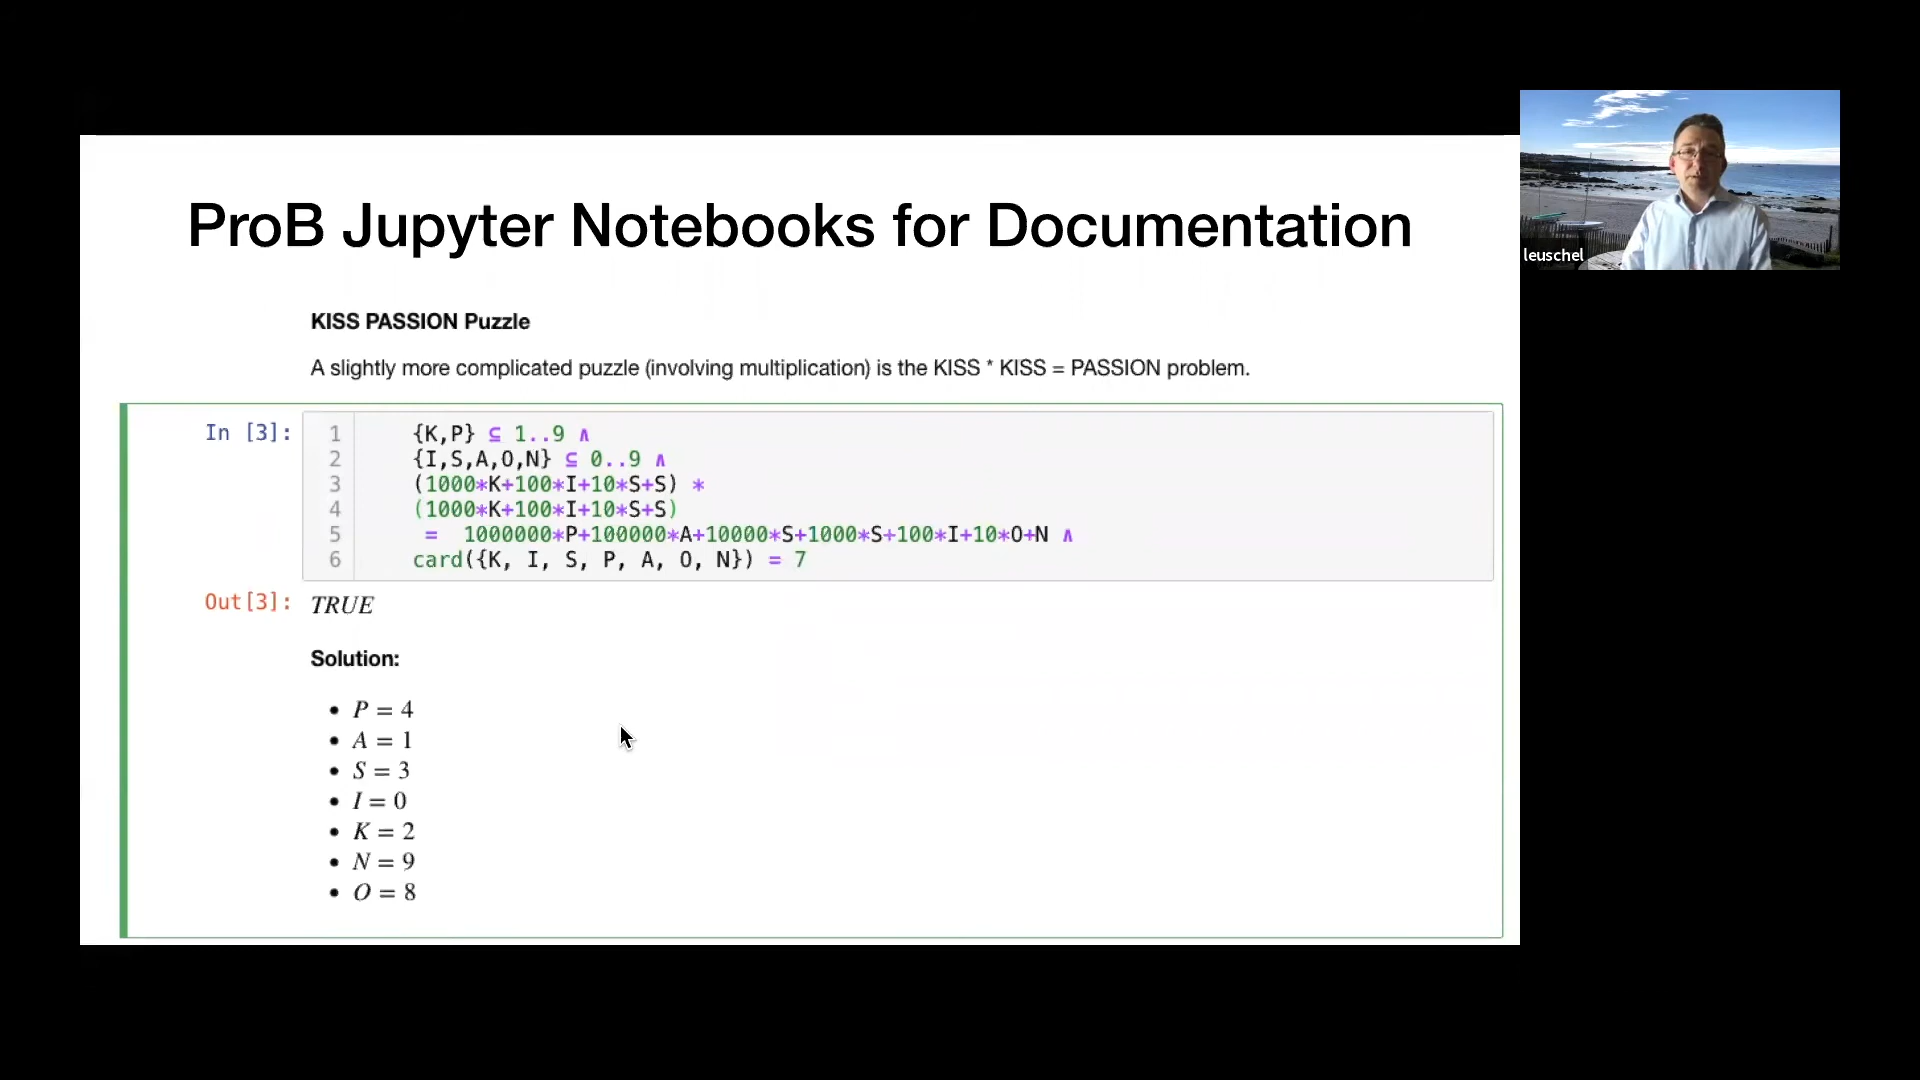 ProB Jupyter Notebooks for Documentation
leuschel
KISS PASSION Puzzle
A slightly more complicated puzzle (involving multiplication) is the KISS * KISS = PASSION problem.
In [3]:
1 {K,P} ⊆ 1..9 ∧
2 {I,S,A,O,N} ⊆ 0..9 ∧
3 (1000*K+100*I+10*S+S) *
4 (1000*K+100*I+10*S+S)
5 = 1000000*P+100000*A+10000*S+1000*S+100*I+10*O+N ∧
6 card({K, I, S, P, A, O, N}) = 7
Out[3]: TRUE
Solution:
• P = 4
• A = 1
• S = 3
• I = 0
• K = 2
• N = 9
• O = 8